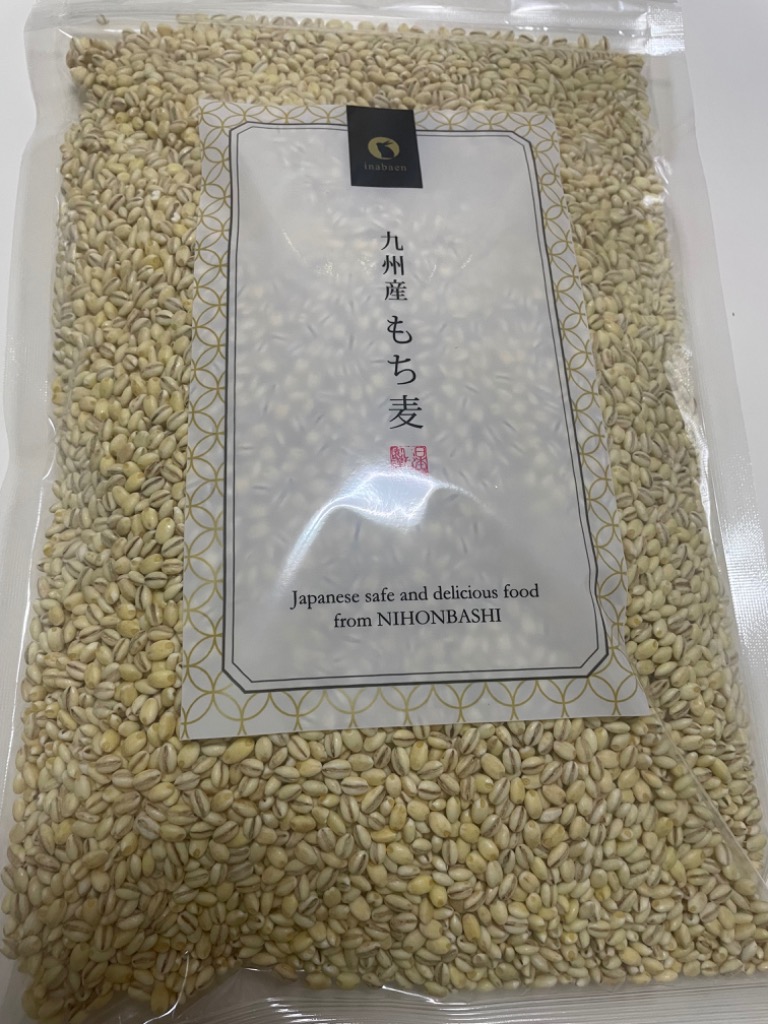 inabaen
九州産 もち麦
Japanese safe and delicious food
from NIHONBASHI